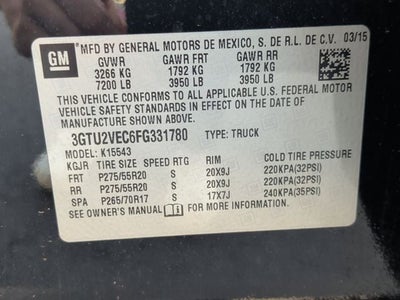 GM
MFD BY GENERAL MOTORS DE MEXICO, S. DE R.L. DE C.V. 03/15
GVWR GAWR FRT GAWR RR
3266 KG 1792 KG 1792 KG
7200 LB 3950 LB 3950 LB
THIS VEHICLE CONFORMS TO ALL APPLICABLE U.S. FEDERAL MOTOR
VEHICLE SAFETY AND THEFT PREVENTION STANDARDS IN
EFFECT ON THE DATE OF MANUFACTURE SHOWN ABOVE.
3GTU2VEC6FG331780 TYPE: TRUCK
MODEL: K15543
KGJR TIRE SIZE SPEED RTG RIM COLD TIRE PRESSURE
FRT P275/55R20 S 20X9J 220KPA(32PSI)
RR P275/55R20 S 20X9J 220KPA(32PSI)
SPA P265/70R17 S 17X7J 240KPA(35PSI)
SEE OWNER'S MANUAL FOR MORE INFORMATION.